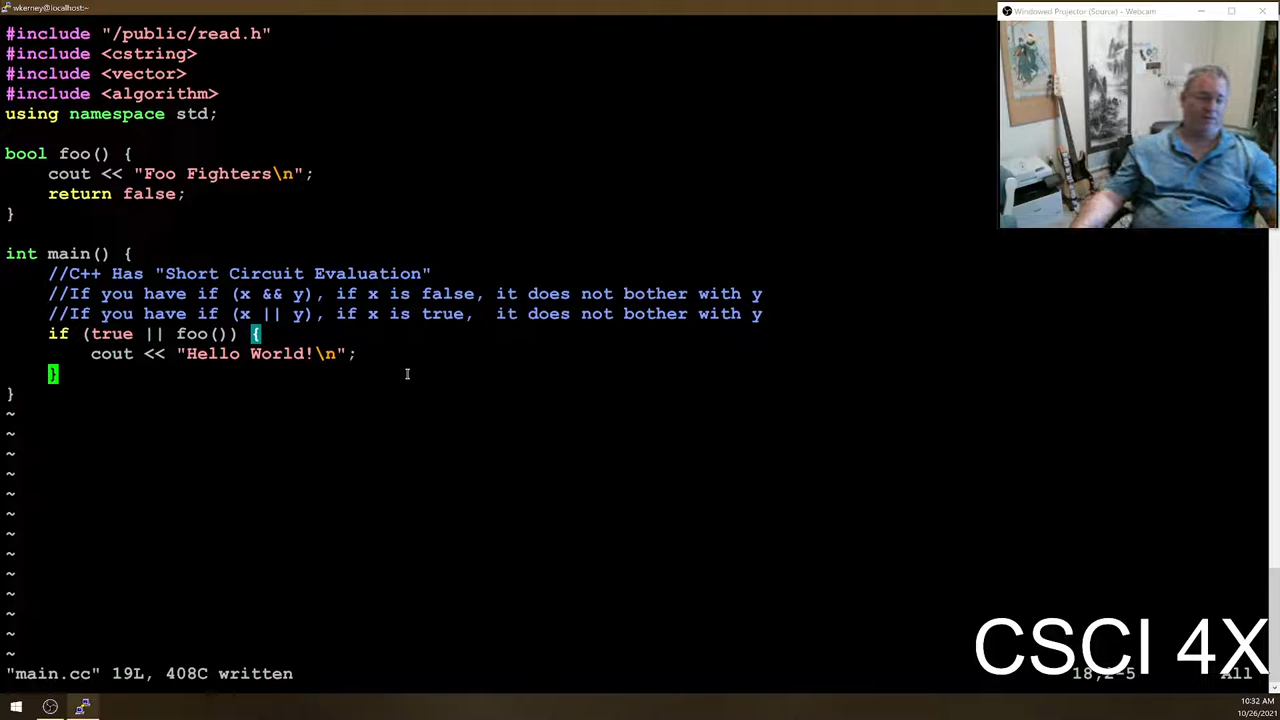 wkerney@localhost:~
Windowed Projector (Source) - Webcam
#include "/public/read.h"
#include <cstring>
#include <vector>
#include <algorithm>
using namespace std;
bool foo() {
cout << "Foo Fighters\n";
return false;
}
int main() {
//C++ Has "Short Circuit Evaluation"
//If you have if (x && y), if x is false, it does not bother with y
//If you have if (x || y), if x is true,  it does not bother with y
if (true || foo()) {
cout << "Hello World!\n";
}
}
~
~
~
~
~
~
~
~
~
~
~
~
~
"main.cc" 19L, 408C written
CSCI 4X
All
10:32 AM
10/26/2021